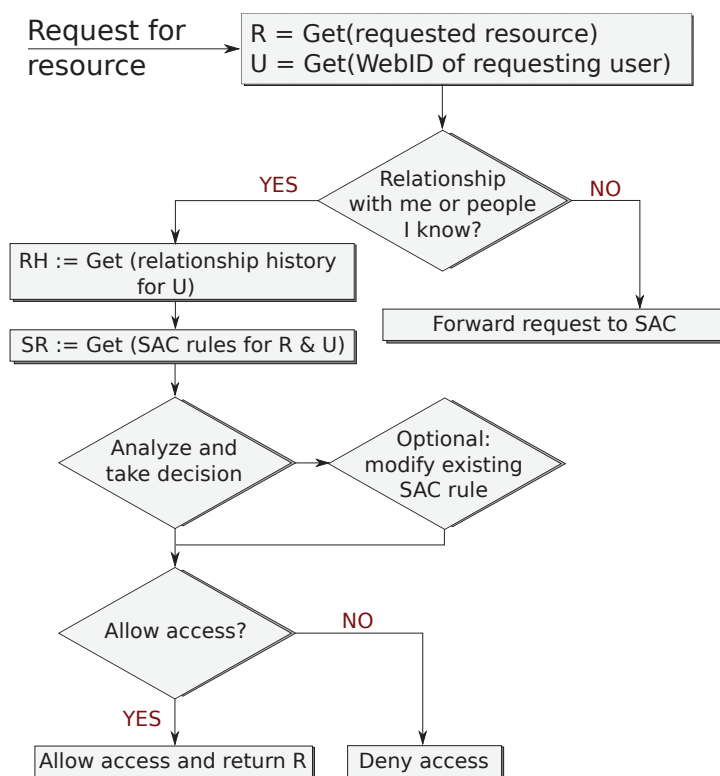 Request for
resource
R = Get(requested resource)
U = Get(WebID of requesting user)
Relationship
with me or people
I know?
YES
NO
RH := Get (relationship history
for U)
Forward request to SAC
SR := Get (SAC rules for R & U)
Analyze and
take decision
Optional:
modify existing
SAC rule
Allow access?
NO
YES
Allow access and return R
Deny access